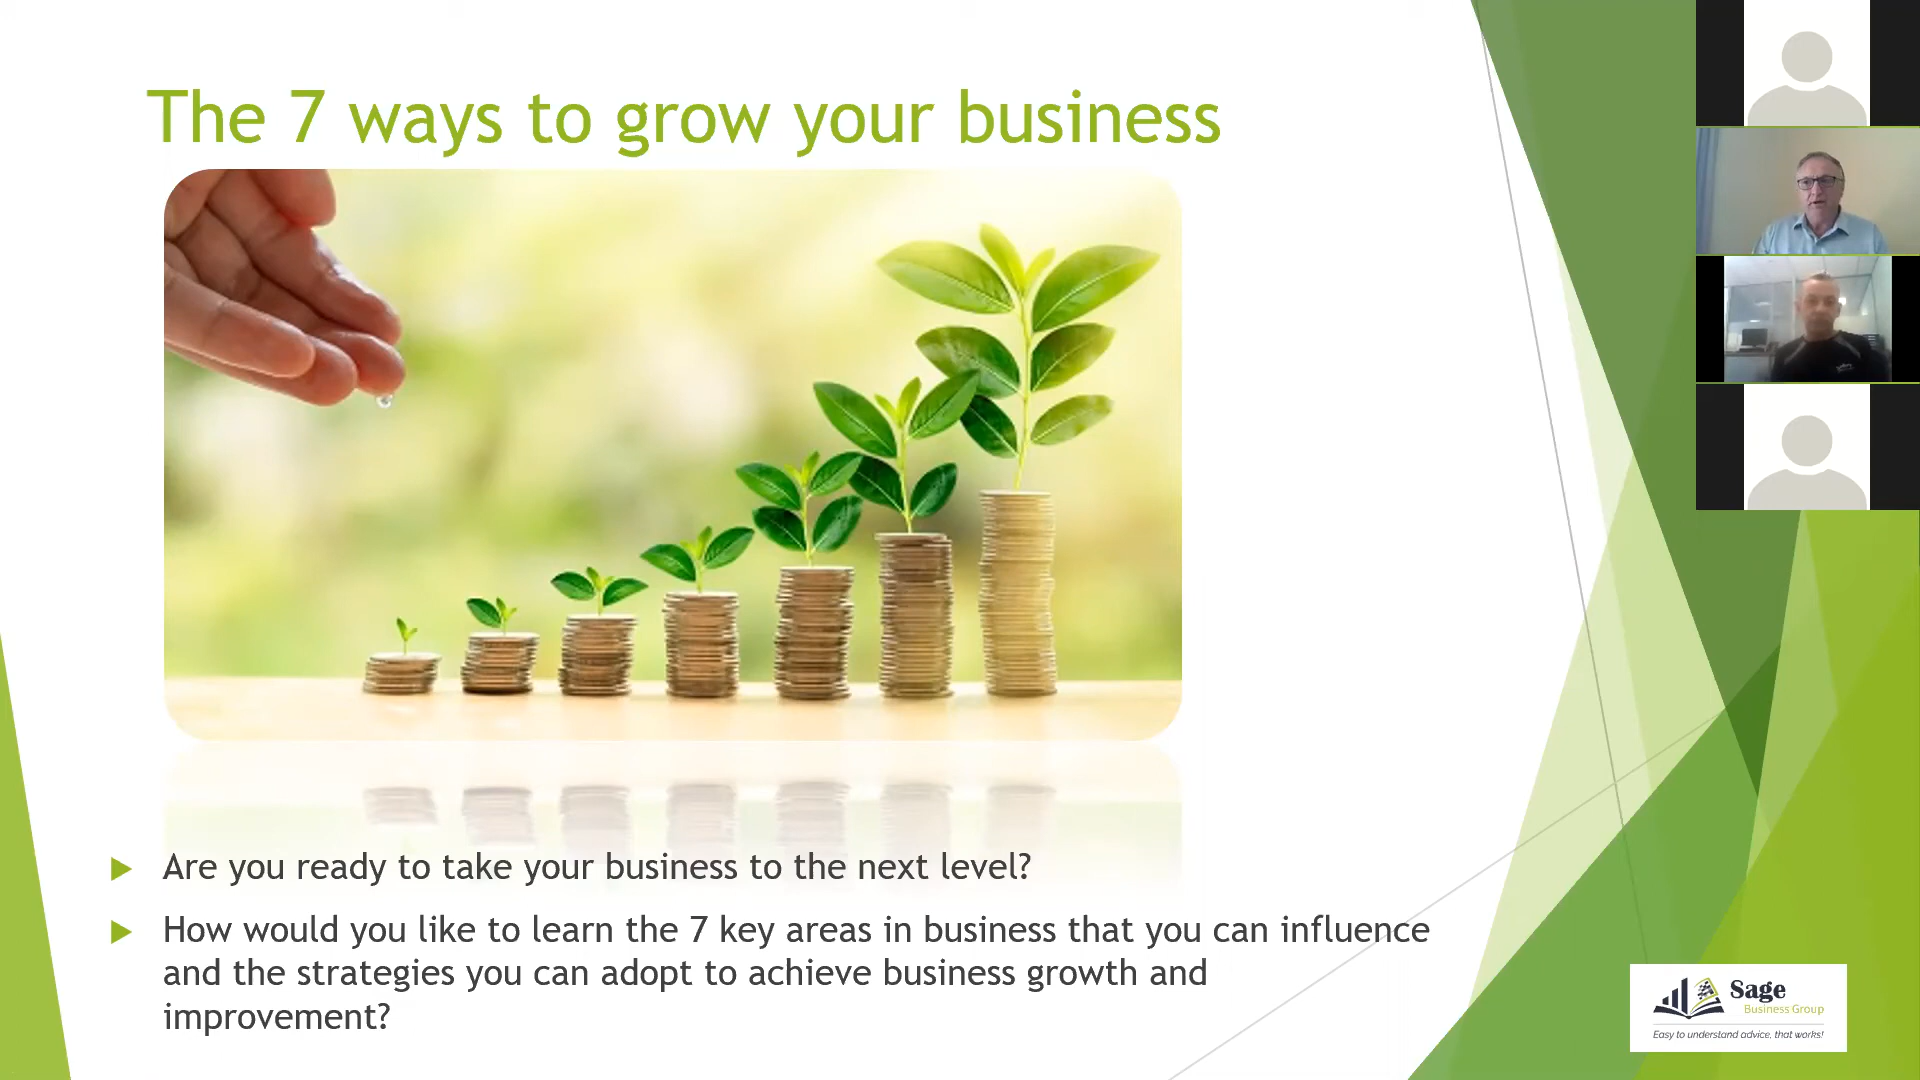 The 7 ways to grow your business
Are you ready to take your business to the next level?
How would you like to learn the 7 key areas in business that you can influence
and the strategies you can adopt to achieve business growth and
improvement?
Sage
Business Group
Easy to understand advice, that works!